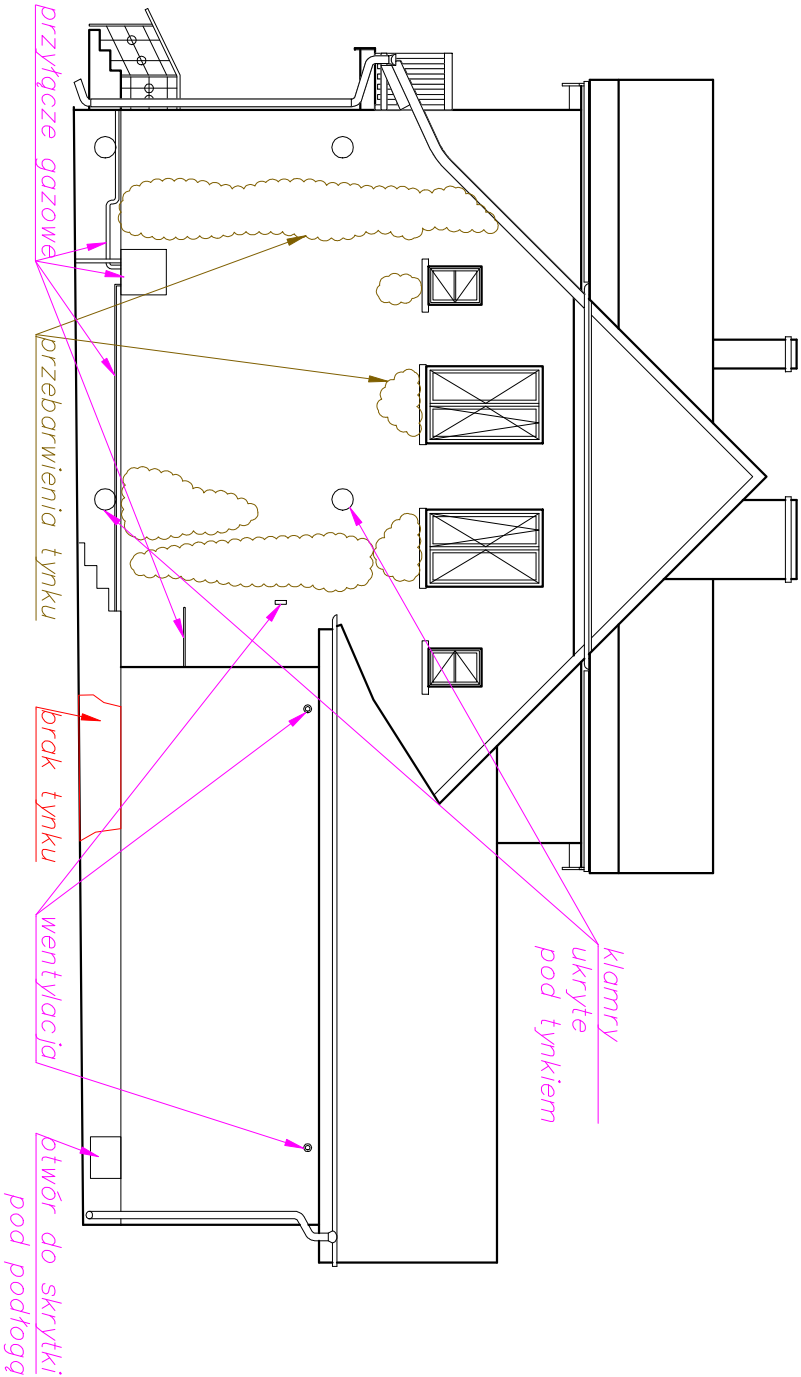 klamry
ukryte
pod tynkiem
przyłącze gazowe
przebarwienia tynku
brak tynku
wentylacja
otwór do skrytki
pod podłogą